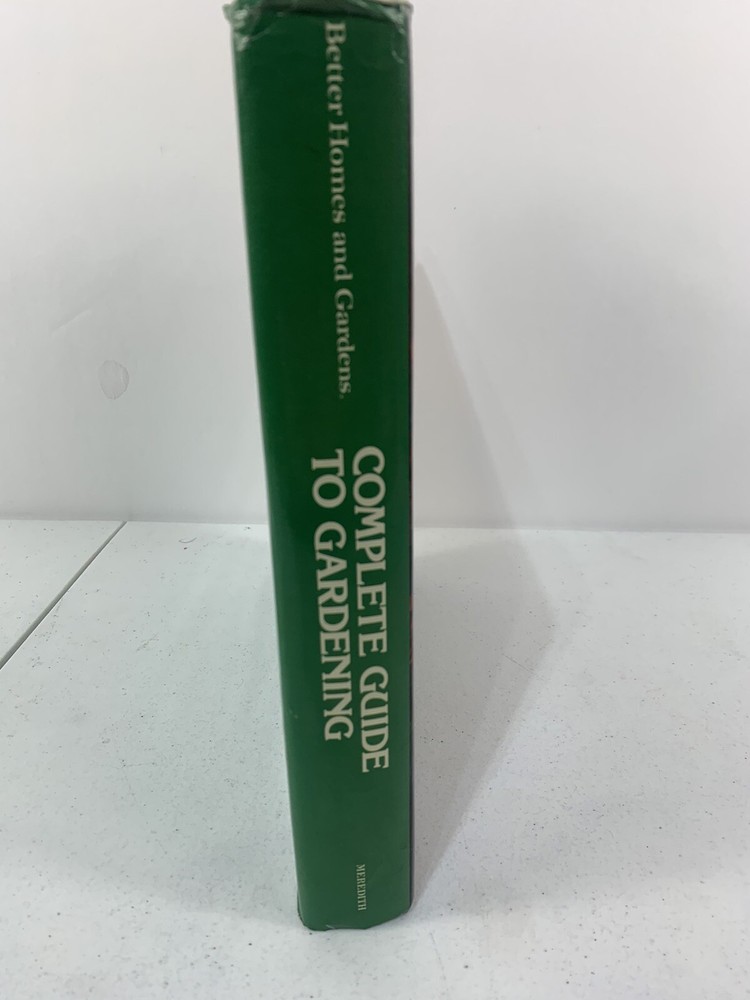 Better Homes and Gardens.
COMPLETE GUIDE
TO GARDENING
MEREDITH